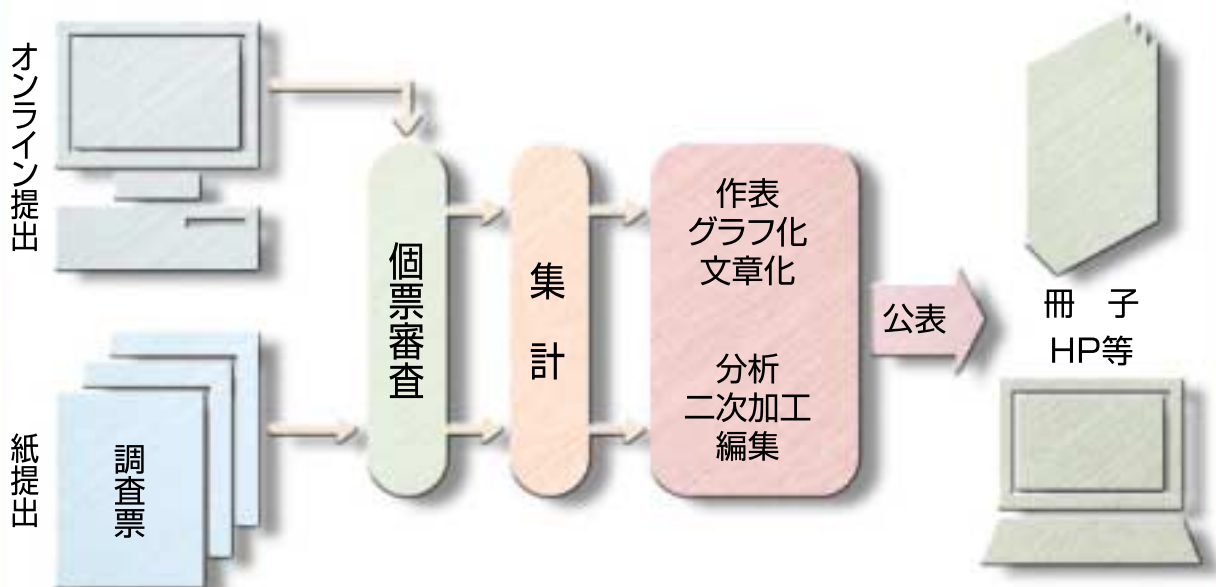 オンライン提出
紙提出
調査票
個票審査
集計
作表
グラフ化
文章化
分析
二次加工
編集
公表
冊子
HP等